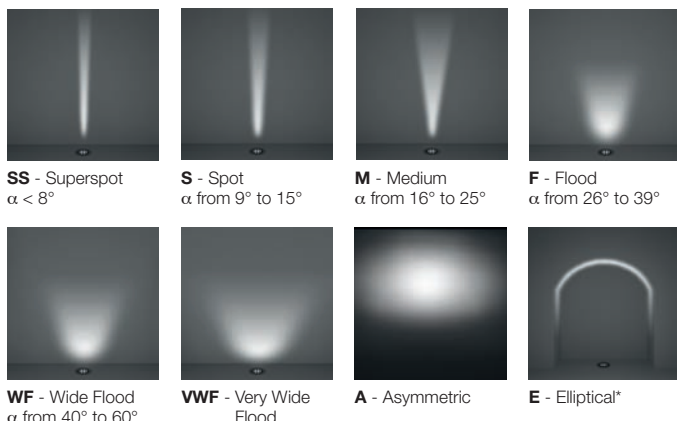 SS - Superspot
α < 8°
S - Spot
α from 9° to 15°
M - Medium
α from 16° to 25°
F - Flood
α from 26° to 39°
WF - Wide Flood
α from 40° to 60°
VWF - Very Wide
Flood
A - Asymmetric
E - Elliptical*